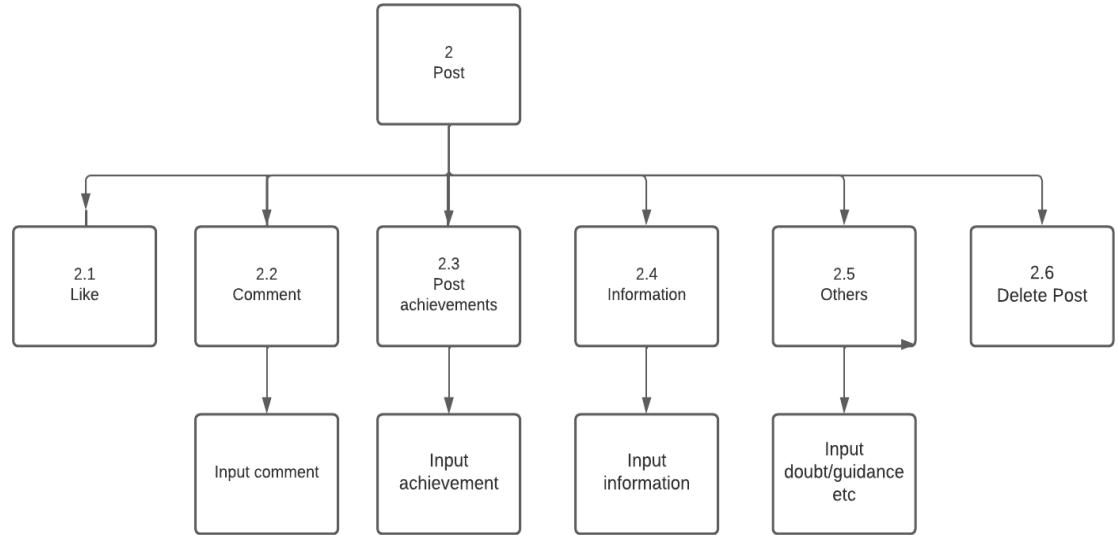 2
Post
2.1
Like
2.2
Comment
2.3
Post
achievements
2.4
Information
2.5
Others
2.6
Delete Post
Input comment
Input
achievement
Input
information
Input
doubt/guidance
etc